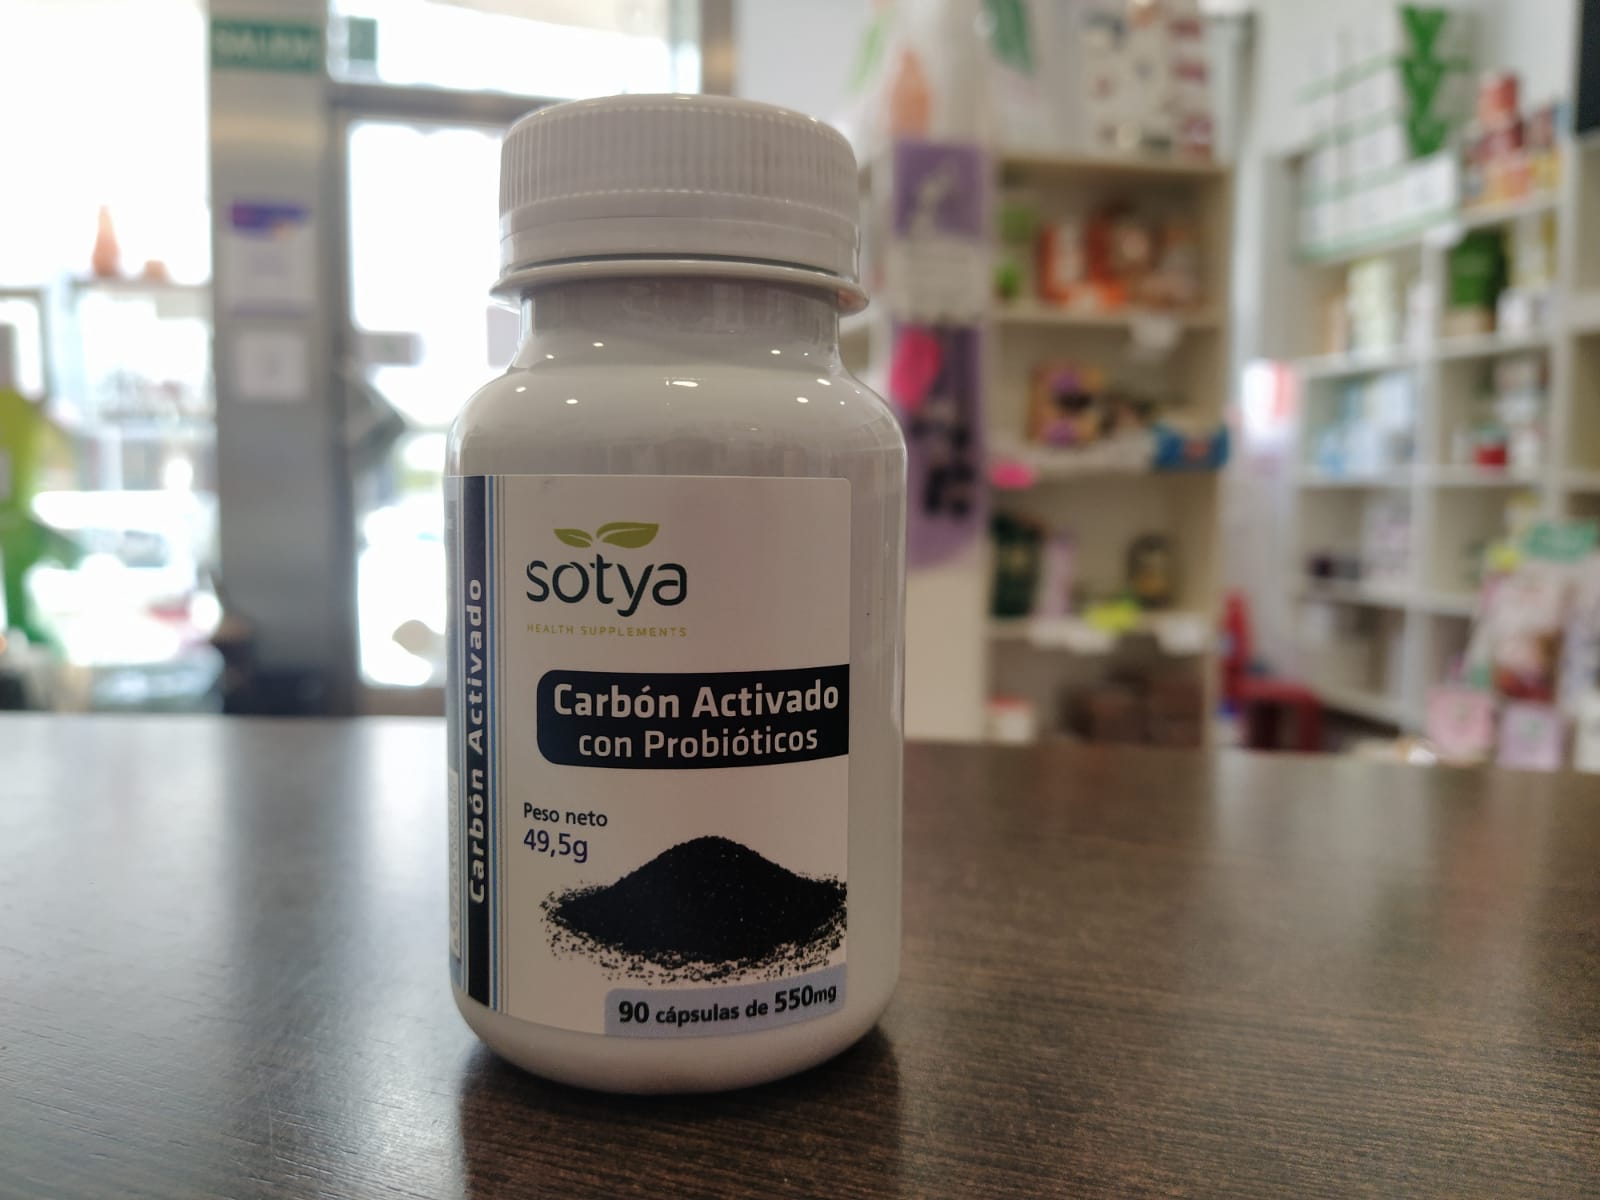 sotya
HEALTH SUPPLEMENTS
Carbón Activado
con Probióticos
Peso neto
49,5g
90 cápsulas de 550mg
Carbón Activado